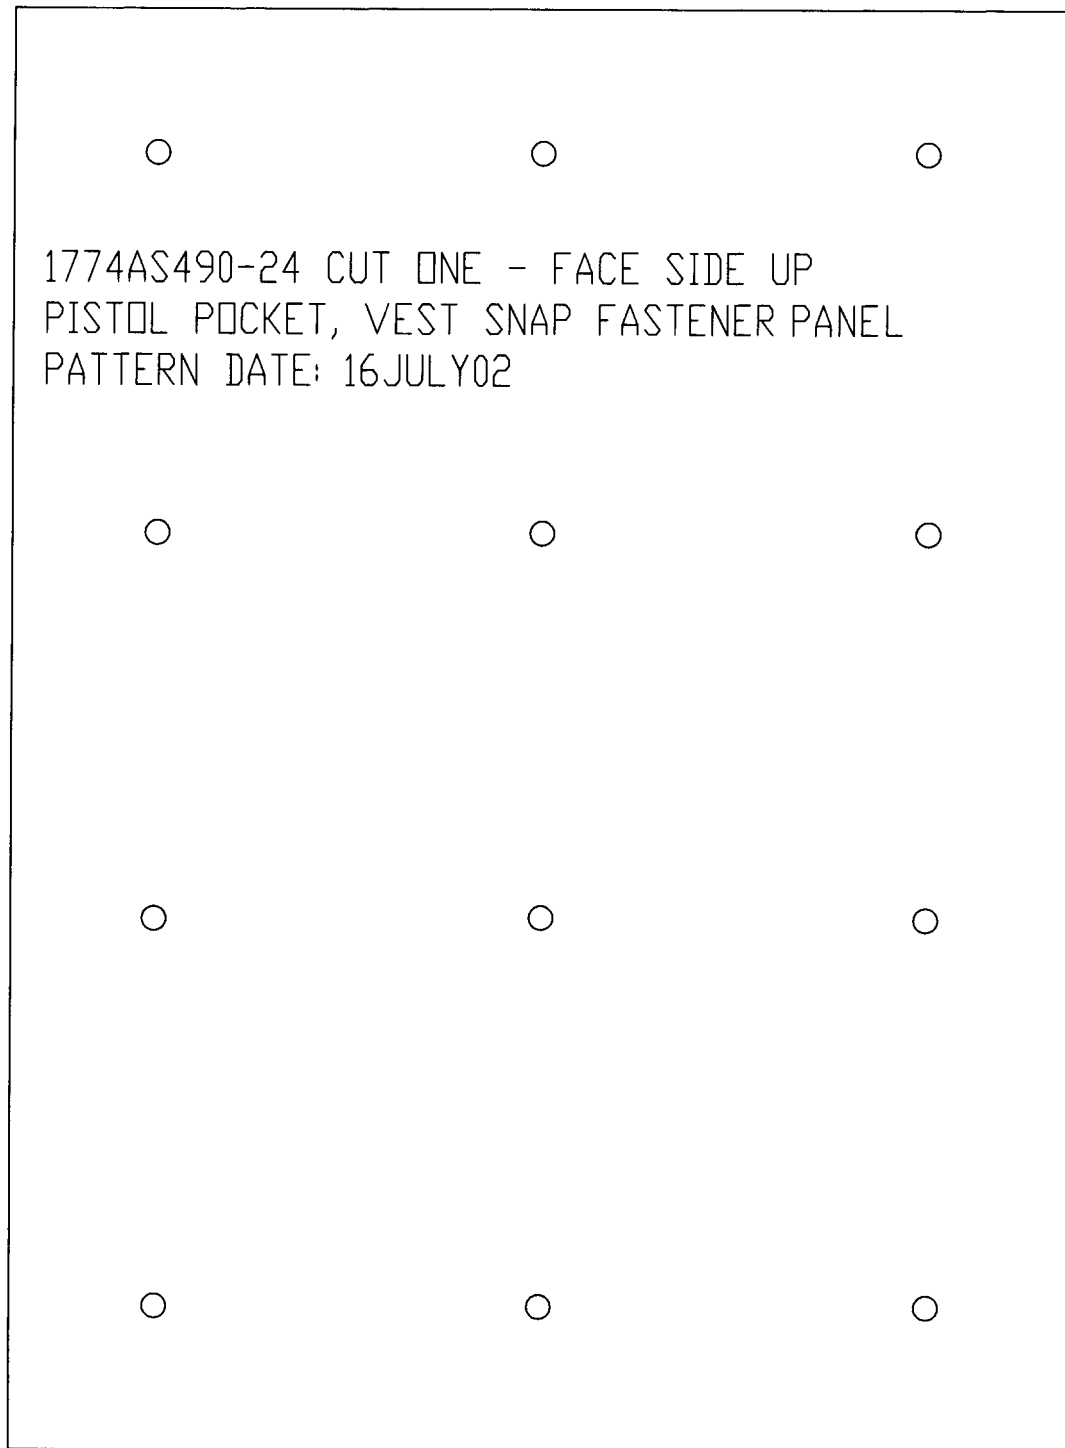 1774AS490-24 CUT ONE - FACE SIDE UP
PISTOL POCKET, VEST SNAP FASTENER PANEL
PATTERN DATE: 16JULY02